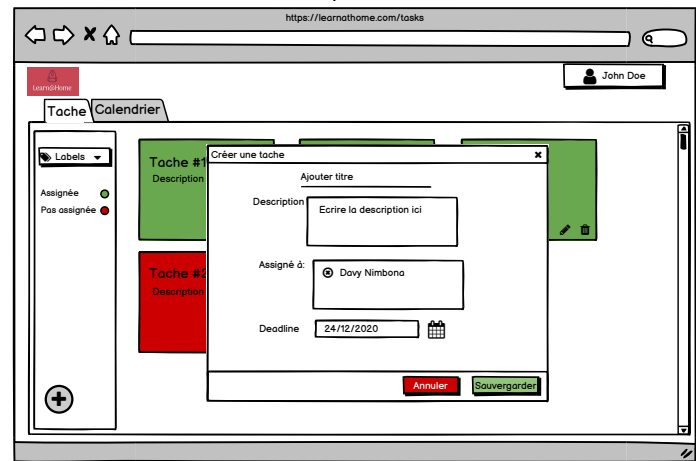 https://learnathome.com/tasks
Learn@Home
John Doe
Tache
Calendrier
Labels
Assignée
Pas assignée
Tache #1
Description
Tache #2
Description
Créer une tache
Ajouter titre
Description
Ecrire la description ici
Assigné à:
Davy Nimbona
Deadline
24/12/2020
Annuler
Sauvergarder